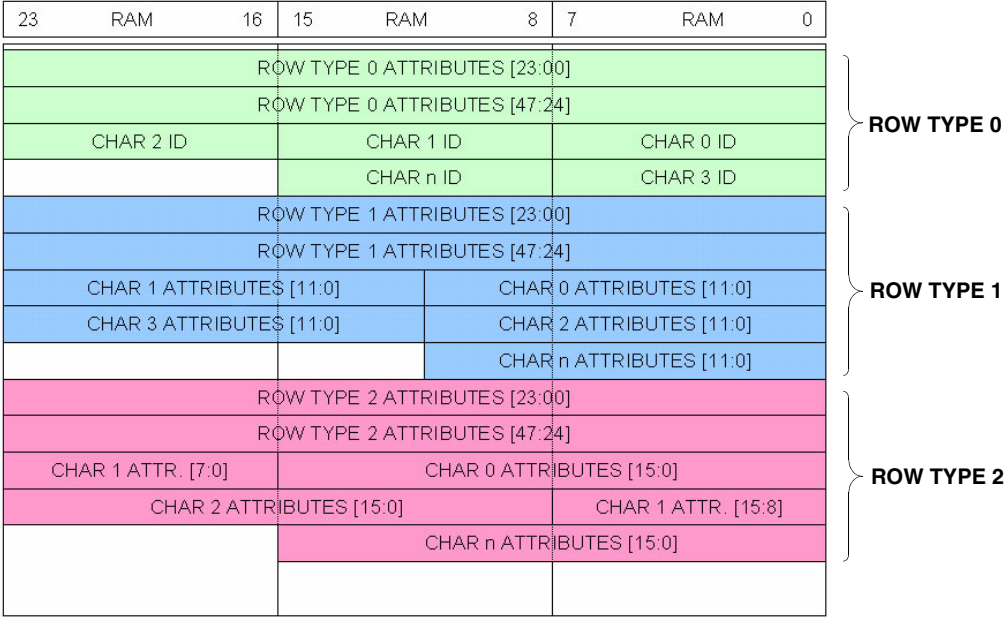 23 RAM 16 15 RAM 8 7 RAM 0
ROW TYPE 0 ATTRIBUTES [23:00]
ROW TYPE 0 ATTRIBUTES [47:24]
CHAR 2 ID CHAR 1 ID CHAR 0 ID
CHAR n ID CHAR 3 ID
ROW TYPE 0
ROW TYPE 1 ATTRIBUTES [23:00]
ROW TYPE 1 ATTRIBUTES [47:24]
CHAR 1 ATTRIBUTES [11:0] CHAR 0 ATTRIBUTES [11:0]
CHAR 3 ATTRIBUTES [11:0] CHAR 2 ATTRIBUTES [11:0]
CHAR n ATTRIBUTES [11:0]
ROW TYPE 1
ROW TYPE 2 ATTRIBUTES [23:00]
ROW TYPE 2 ATTRIBUTES [47:24]
CHAR 1 ATTR. [7:0] CHAR 0 ATTRIBUTES [15:0]
CHAR 2 ATTRIBUTES [15:0] CHAR 1 ATTR. [15:8]
CHAR n ATTRIBUTES [15:0]
ROW TYPE 2